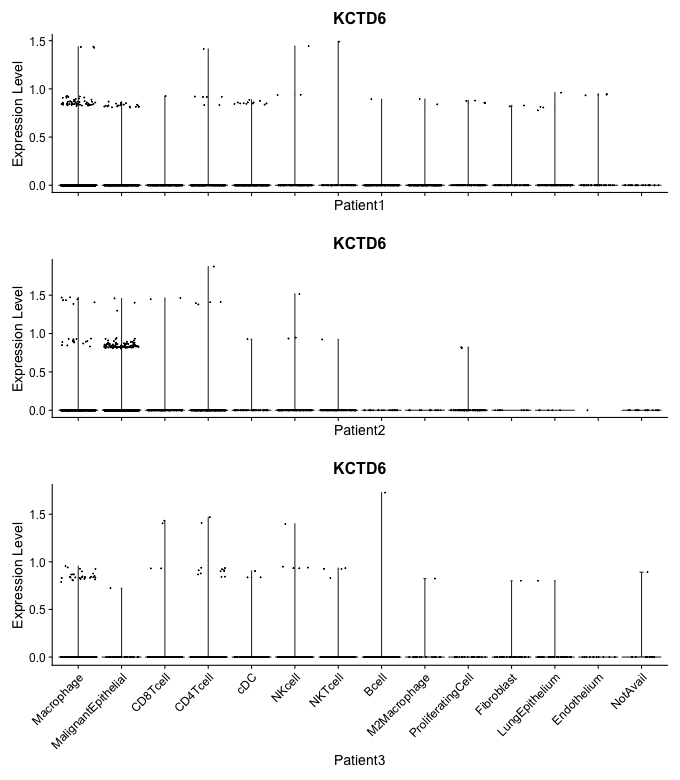 KCTD6
Expression Level
1.5
1.0
0.5
0.0
Patient1
KCTD6
Expression Level
1.5
1.0
0.5
0.0
Patient2
KCTD6
Expression Level
1.5
1.0
0.5
0.0
Macrophage
MalignantEpithelial
CD8Tcell
CD4Tcell
cDC
NKcell
NKTcell
Bcell
M2Macrophage
ProliferatingCell
Fibroblast
LungEpithelium
Endothelium
NotAvail
Patient3